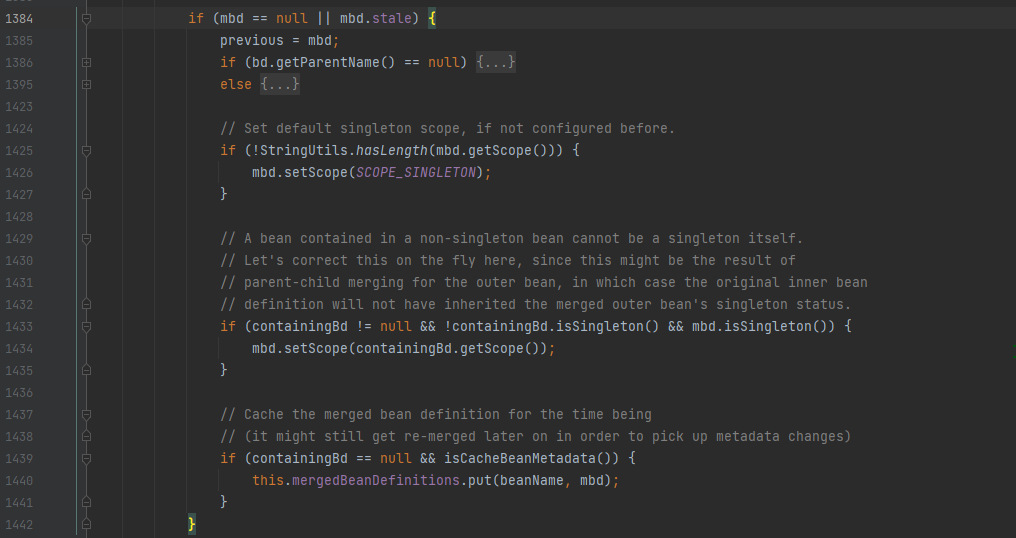 1384 if (mbd == null || mbd.stale) {
1385 previous = mbd;
1386 if (bd.getParentName() == null) {...}
1395 else {...}
1423
1424 // Set default singleton scope, if not configured before.
1425 if (!StringUtils.hasLength(mbd.getScope())) {
1426 mbd.setScope(SCOPE_SINGLETON);
1427 }
1428
1429 // A bean contained in a non-singleton bean cannot be a singleton itself.
1430 // Let's correct this on the fly here, since this might be the result of
1431 // parent-child merging for the outer bean, in which case the original inner bean
1432 // definition will not have inherited the merged outer bean's singleton status.
1433 if (containingBd != null && !containingBd.isSingleton() && mbd.isSingleton()) {
1434 mbd.setScope(containingBd.getScope());
1435 }
1436
1437 // Cache the merged bean definition for the time being
1438 // (it might still get re-merged later on in order to pick up metadata changes)
1439 if (containingBd == null && isCacheBeanMetadata()) {
1440 this.mergedBeanDefinitions.put(beanName, mbd);
1441 }
1442 }